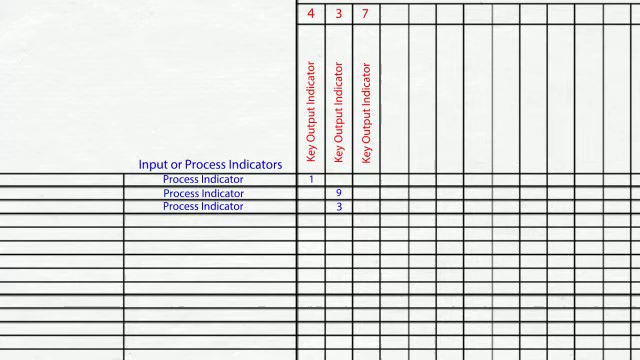 4 3 7
Key Output Indicator
Key Output Indicator
Key Output Indicator
Input or Process Indicators
Process Indicator 1
Process Indicator 9
Process Indicator 3